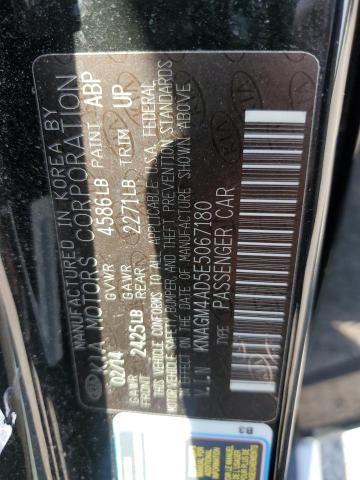 MANUFACTURED IN KOREA BY
KIA MOTORS CORPORATION
02/14 GVWR 4586LB PAINT ABP
GAWR FRONT 2425LB GAWR REAR 2271LB TRIM UP
THIS VEHICLE CONFORMS TO ALL APPLICABLE U.S.A. FEDERAL
MOTOR VEHICLE SAFETY, BUMPER AND THEFT PREVENTION STANDARDS
IN EFFECT ON THE DATE OF MANUFACTURE SHOWN ABOVE
V.I.N KNAGM4AD5E5067180
TYPE: PASSENGER CAR
B3